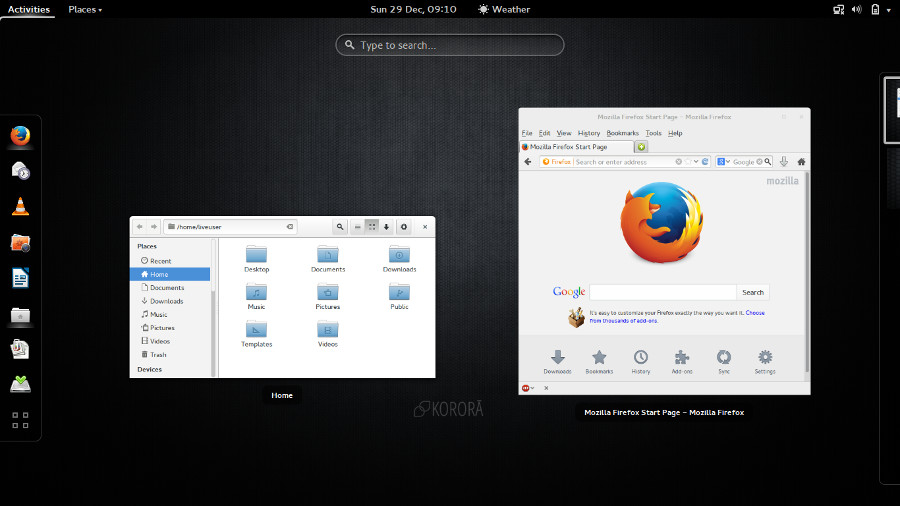 Activities Places Sun 29 Dec, 09:10 Weather
Type to search...
/home/liveuser
Places
Recent
Home
Documents
Downloads
Music
Pictures
Videos
Trash
Devices
Desktop Documents Downloads
Music Pictures Public
Templates Videos
Home
Mozilla Firefox Start Page - Mozilla Firefox
File Edit View History Bookmarks Tools Help
Mozilla Firefox Start Page
Firefox Search or enter address Google
mozilla
Google Search
It's easy to customize your Firefox exactly the way you want it. Choose
from thousands of add-ons.
Downloads Bookmarks History Add-ons Sync Settings
Mozilla Firefox Start Page - Mozilla Firefox
KORORĀ